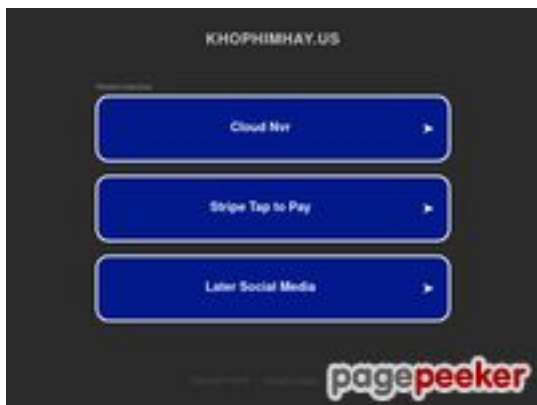 KHOPHIMHAY.US
Cloud Nvr
Stripe Tap to Pay
Later Social Media
pagepeeker